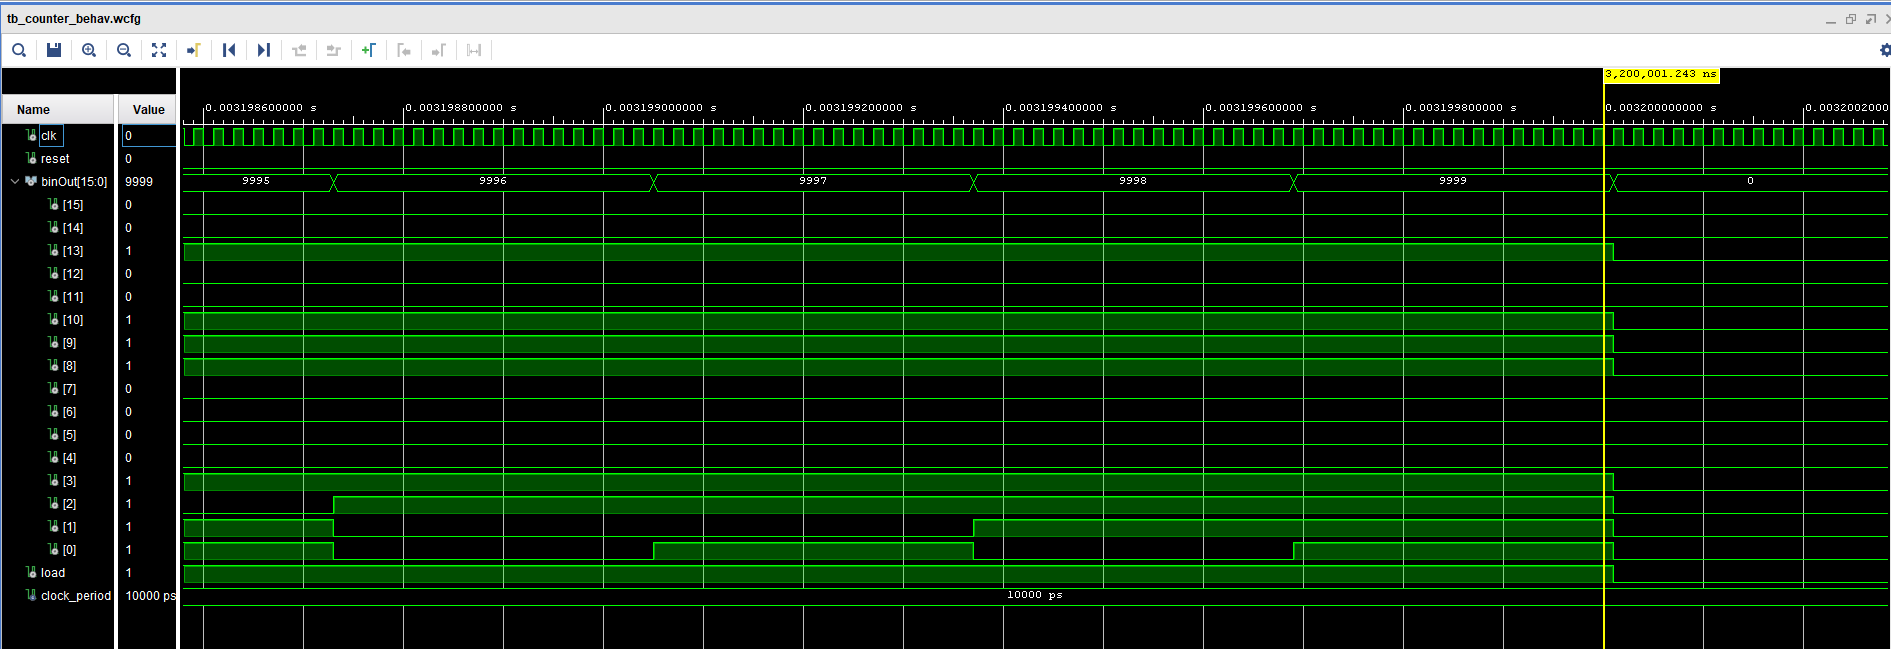 tb_counter_behav.wcfg
3,200,001.243 ns
Name Value
0.003198600000 s 0.003198800000 s 0.003199000000 s 0.003199200000 s 0.003199400000 s 0.003199600000 s 0.003199800000 s 0.003200000000 s 0.0032002000
clk 0
reset 0
binOut[15:0] 9999 9995 9996 9997 9998 9999 0
[15] 0
[14] 0
[13] 1
[12] 0
[11] 0
[10] 1
[9] 1
[8] 1
[7] 0
[6] 0
[5] 0
[4] 0
[3] 1
[2] 1
[1] 1
[0] 1
load 1
clock_period 10000 ps 10000 ps